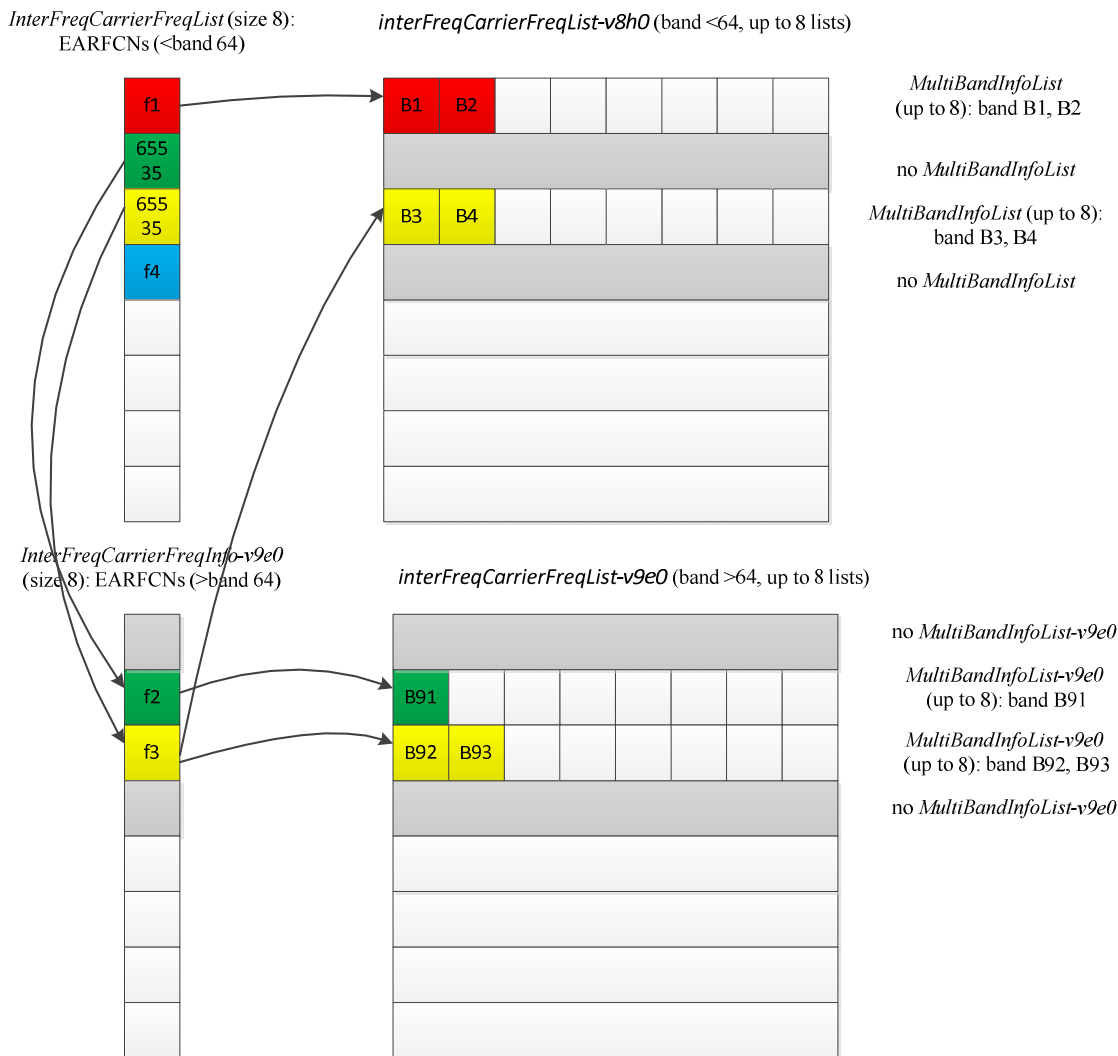 InterFreqCarrierFreqList (size 8):
EARFCNs (<band 64)
interFreqCarrierFreqList-v8h0 (band <64, up to 8 lists)
f1
B1 B2
MultiBandInfoList
(up to 8): band B1, B2
655
35
no MultiBandInfoList
655
35
B3 B4
MultiBandInfoList (up to 8):
band B3, B4
f4
no MultiBandInfoList
InterFreqCarrierFreqInfo-v9e0
(size 8): EARFCNs (>band 64)
interFreqCarrierFreqList-v9e0 (band >64, up to 8 lists)
no MultiBandInfoList-v9e0
f2
B91
MultiBandInfoList-v9e0
(up to 8): band B91
f3
B92 B93
MultiBandInfoList-v9e0
(up to 8): band B92, B93
no MultiBandInfoList-v9e0